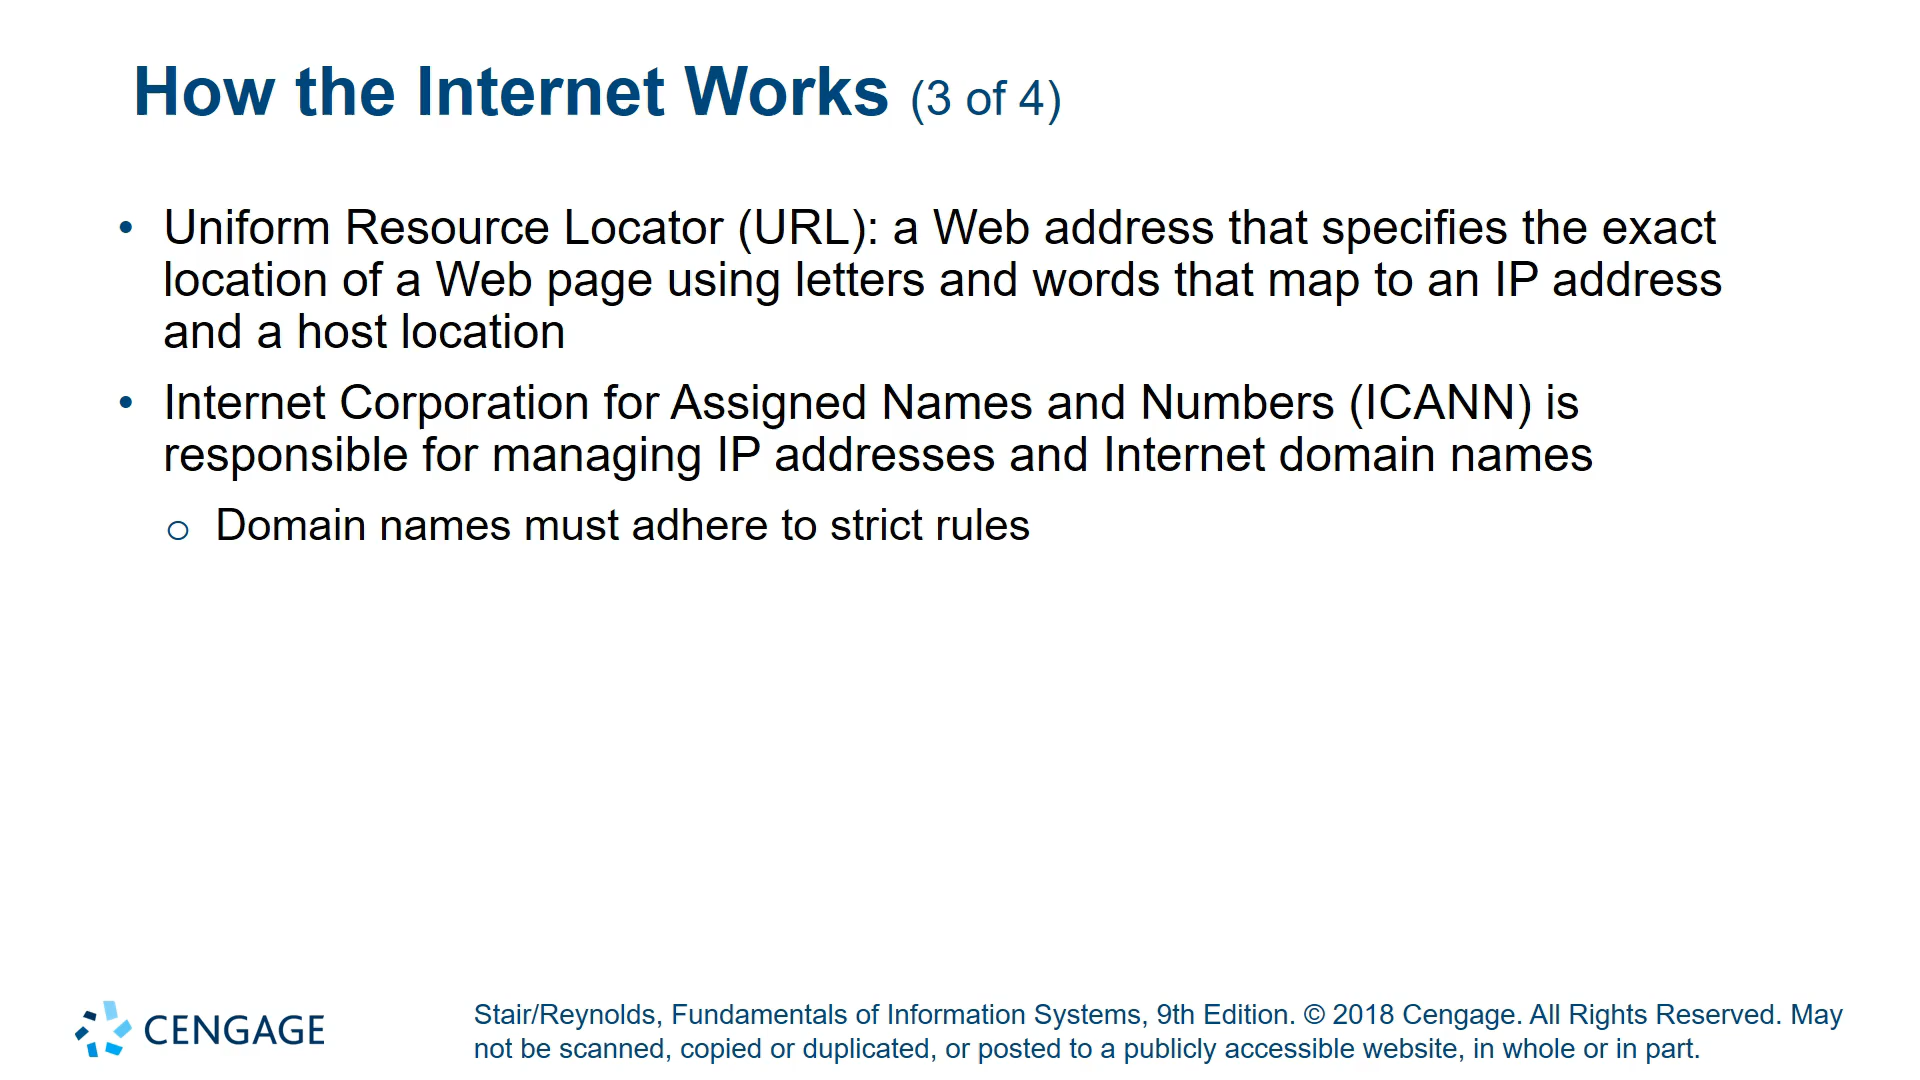 How the Internet Works (3 of 4)
• Uniform Resource Locator (URL): a Web address that specifies the exact
location of a Web page using letters and words that map to an IP address
and a host location
• Internet Corporation for Assigned Names and Numbers (ICANN) is
responsible for managing IP addresses and Internet domain names
o Domain names must adhere to strict rules
CENGAGE
Stair/Reynolds, Fundamentals of Information Systems, 9th Edition. © 2018 Cengage. All Rights Reserved. May
not be scanned, copied or duplicated, or posted to a publicly accessible website, in whole or in part.